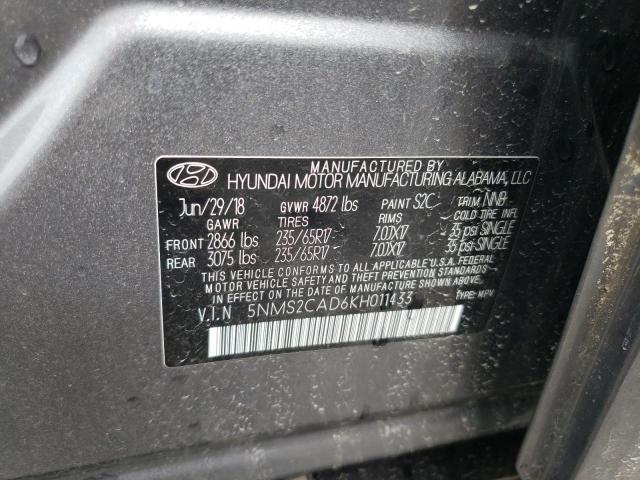 MANUFACTURED BY
HYUNDAI MOTOR MANUFACTURING ALABAMA, LLC
Jun/29/18 GVWR 4872 lbs PAINT S2C TRIM NNB
GAWR TIRES RIMS COLD TIRE INFL
FRONT 2866 lbs 235/65R17 7.0JX17 35 psi SINGLE
REAR 3075 lbs 235/65R17 7.0JX17 35 psi SINGLE
THIS VEHICLE CONFORMS TO ALL APPLICABLE U.S.A. FEDERAL
MOTOR VEHICLE SAFETY AND THEFT PREVENTION STANDARDS
IN EFFECT ON THE DATE OF MANUFACTURE SHOWN ABOVE.
V.I.N 5NMS2CAD6KH011433 TYPE: MPV